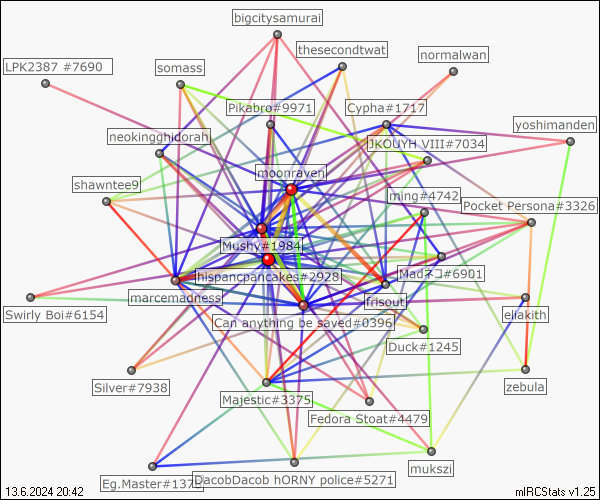 bigcitysamurai
thesecondtwat
normalwan
LPK2387 #7690
somass
Pikabro#9971
Cypha#1717
yoshimanden
neokingghidorah
JKOUYH VIII#7034
moonraven
shawntee9
ming#4742
Pocket Persona#3326
Mushy#1984
hispancpancakes#2928
Madネコ#6901
marcemadness
frisout
Swirly Boi#6154
eliakith
Can anything be saved#0396
Duck#1245
Silver#7938
zebula
Majestic#3375
Fedora Stoat#4479
mukszi
DacobDacob hORNY police#5271
Eg.Master#137
13.6.2024 20:42
mIRCStats v1.25